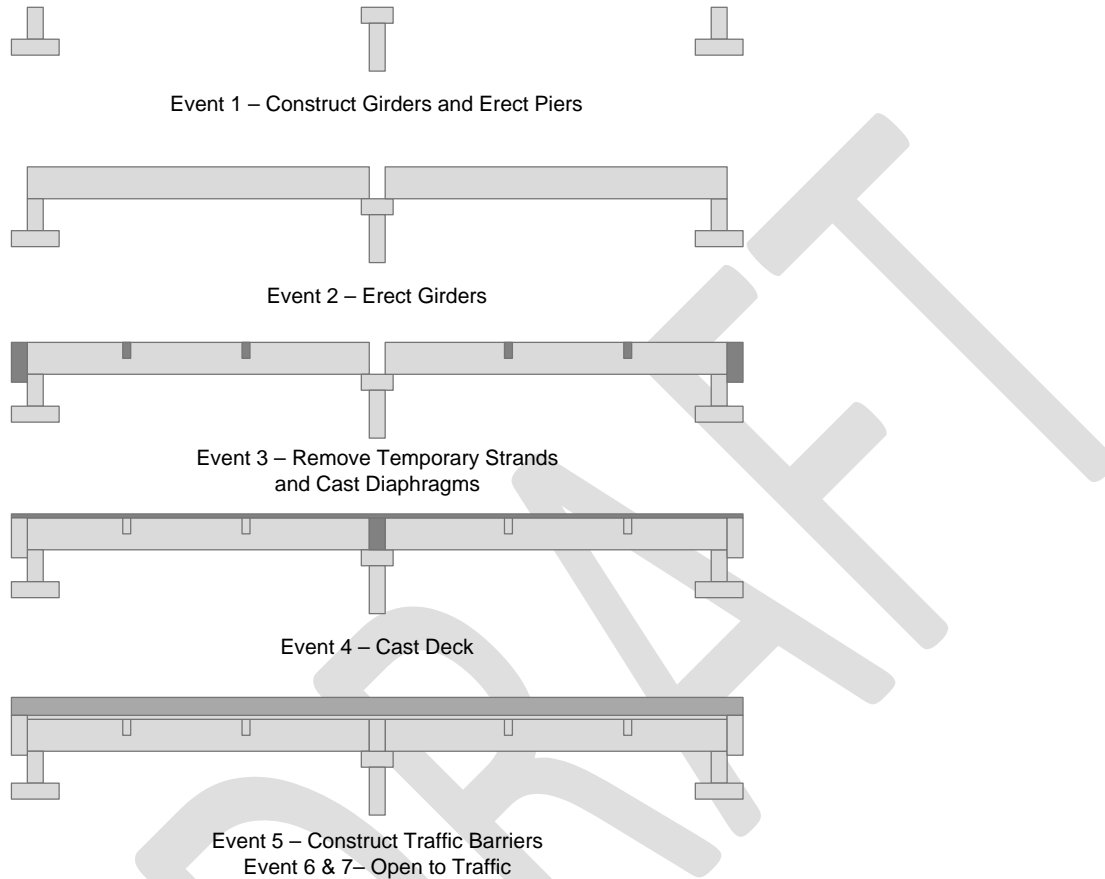 Event 1 – Construct Girders and Erect Piers
Event 2 – Erect Girders
Event 3 – Remove Temporary Strands
and Cast Diaphragms
Event 4 – Cast Deck
Event 5 – Construct Traffic Barriers
Event 6 & 7– Open to Traffic
DRAFT